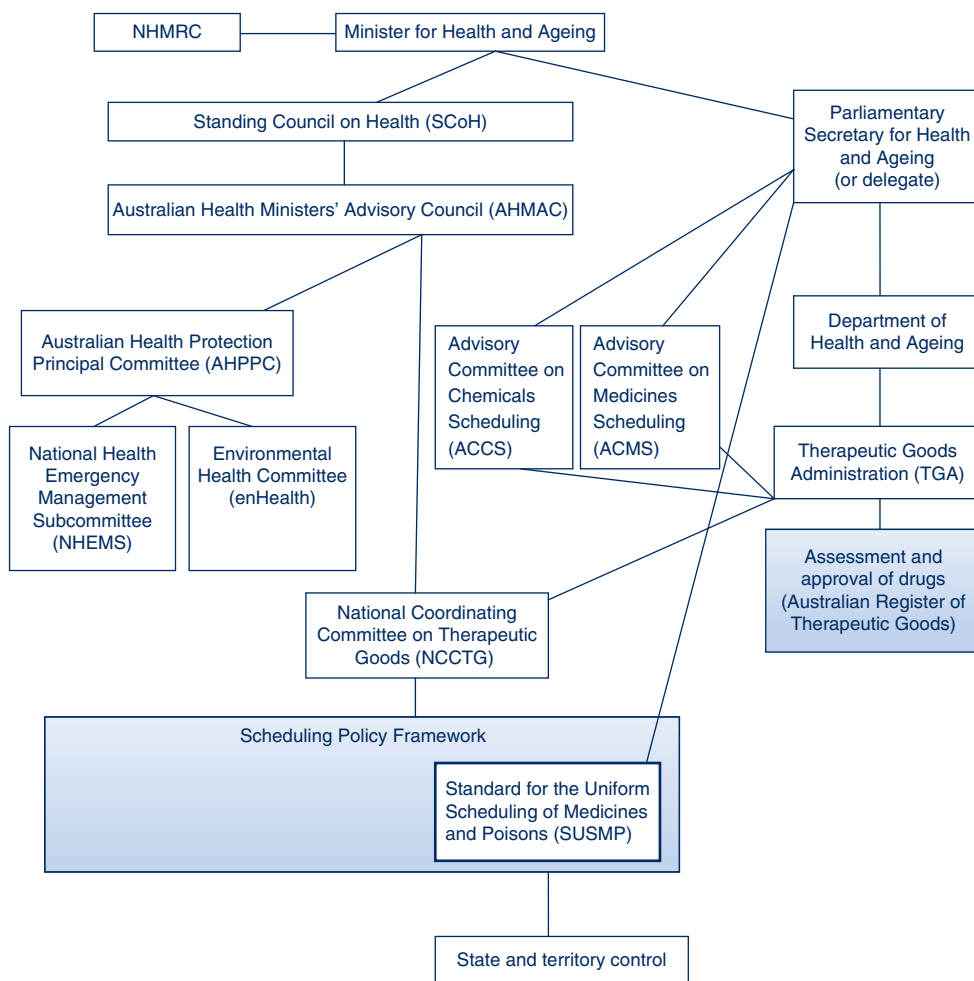 NHMRC
Minister for Health and Ageing
Standing Council on Health (SCoH)
Parliamentary
Secretary for Health
and Ageing
(or delegate)
Australian Health Ministers' Advisory Council (AHMAC)
Australian Health Protection
Principal Committee (AHPPC)
Advisory
Committee on
Chemicals
Scheduling
(ACCS)
Advisory
Committee on
Medicines
Scheduling
(ACMS)
Department of
Health and Ageing
National Health
Emergency
Management
Subcommittee
(NHEMS)
Environmental
Health Committee
(enHealth)
Therapeutic Goods
Administration (TGA)
Assessment and
approval of drugs
(Australian Register of
Therapeutic Goods)
National Coordinating
Committee on Therapeutic
Goods (NCCTG)
Scheduling Policy Framework
Standard for the Uniform
Scheduling of Medicines
and Poisons (SUSMP)
State and territory control